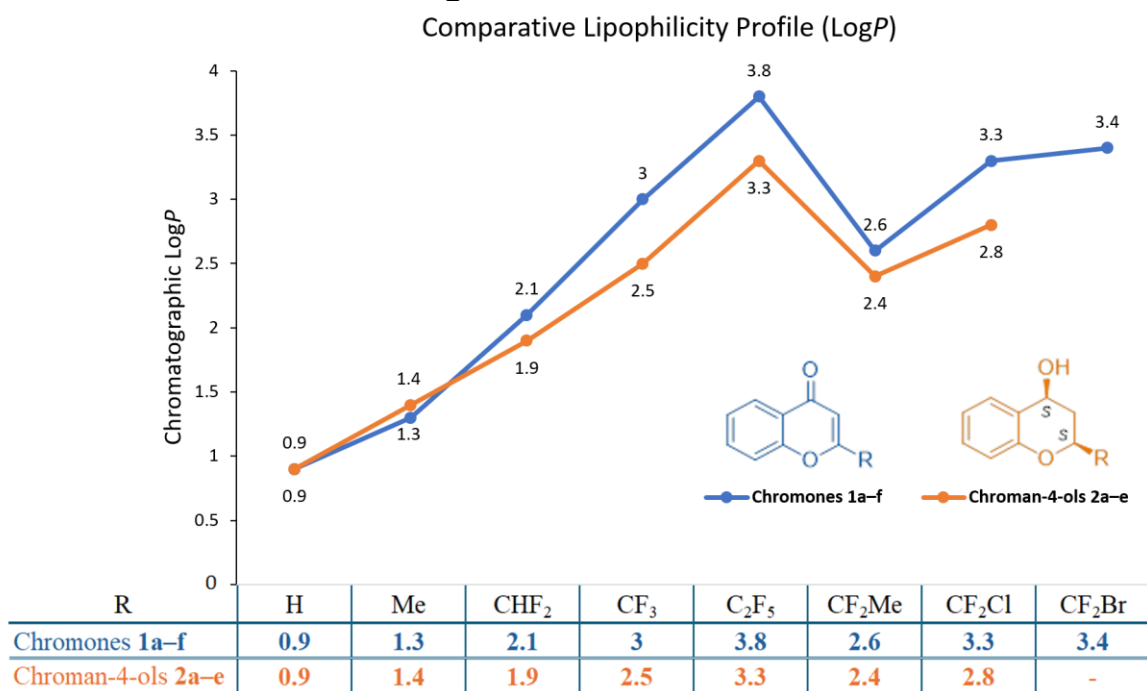 Comparative Lipophilicity Profile (LogP)
Chromatographic LogP
4
3.5
3
2.5
2
1.5
1
0.5
0
0.9
1.3
2.1
3
3.8
2.6
3.3
3.4
0.9
1.4
1.9
2.5
3.3
2.4
2.8
O
O
R
OH
S
S
O
R
Chromones 1a–f
Chroman-4-ols 2a–e
R H Me CHF₂ CF₃ C₂F₅ CF₂Me CF₂Cl CF₂Br
Chromones 1a–f 0.9 1.3 2.1 3 3.8 2.6 3.3 3.4
Chroman-4-ols 2a–e 0.9 1.4 1.9 2.5 3.3 2.4 2.8 -